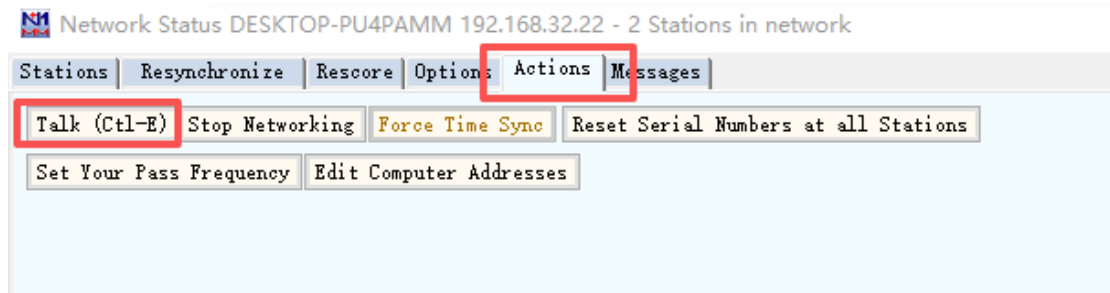 N1 Network Status DESKTOP-PU4PAMM 192.168.32.22 - 2 Stations in network
Stations Resynchronize Rescore Options Actions Messages
Talk (Ctl-E) Stop Networking Force Time Sync Reset Serial Numbers at all Stations
Set Your Pass Frequency Edit Computer Addresses